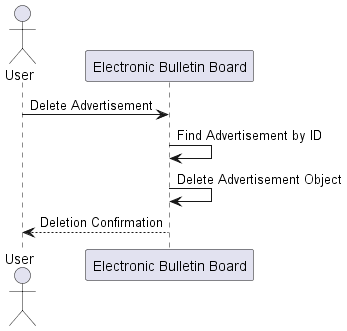 User
Electronic Bulletin Board
Delete Advertisement
Find Advertisement by ID
Delete Advertisement Object
Deletion Confirmation
User
Electronic Bulletin Board